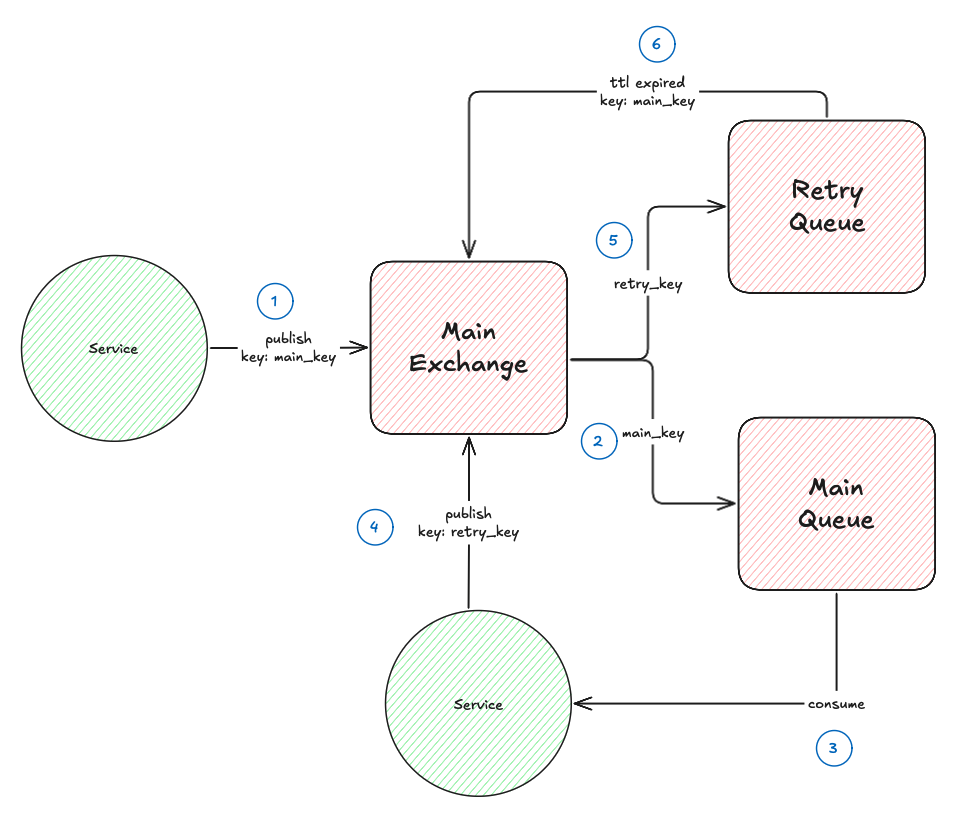 6
ttl expired
key: main_key
Retry
Queue
5
retry_key
1
publish
key: main_key
Service
Main
Exchange
2
main_key
Main
Queue
4
publish
key: retry_key
Service
consume
3